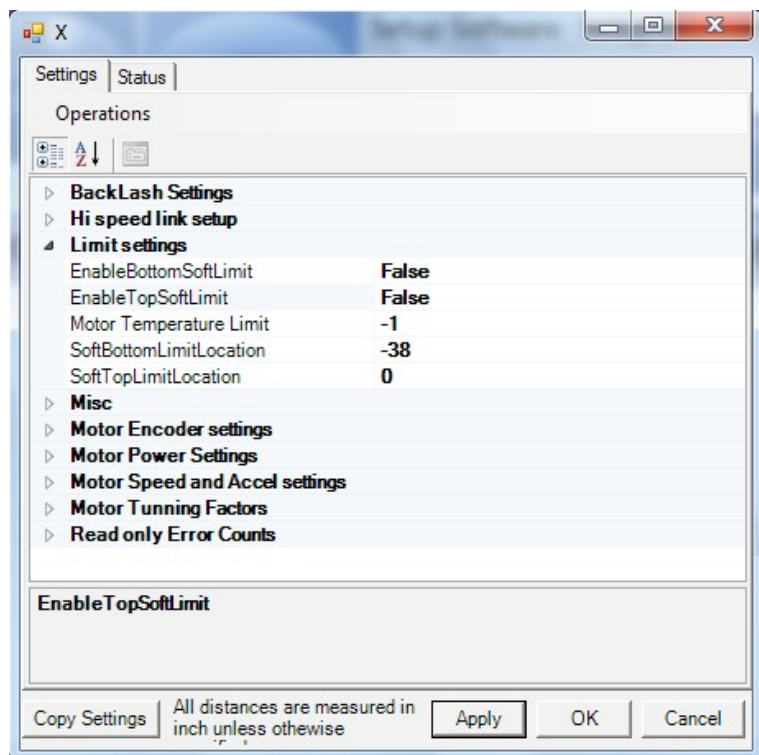 X
Settings Status
Operations
BackLash Settings
Hi speed link setup
Limit settings
EnableBottomSoftLimit False
EnableTopSoftLimit False
Motor Temperature Limit -1
SoftBottomLimitLocation -38
SoftTopLimitLocation 0
Misc
Motor Encoder settings
Motor Power Settings
Motor Speed and Accel settings
Motor Tunning Factors
Read only Error Counts
EnableTopSoftLimit
Copy Settings All distances are measured in
inch unless othewise Apply OK Cancel